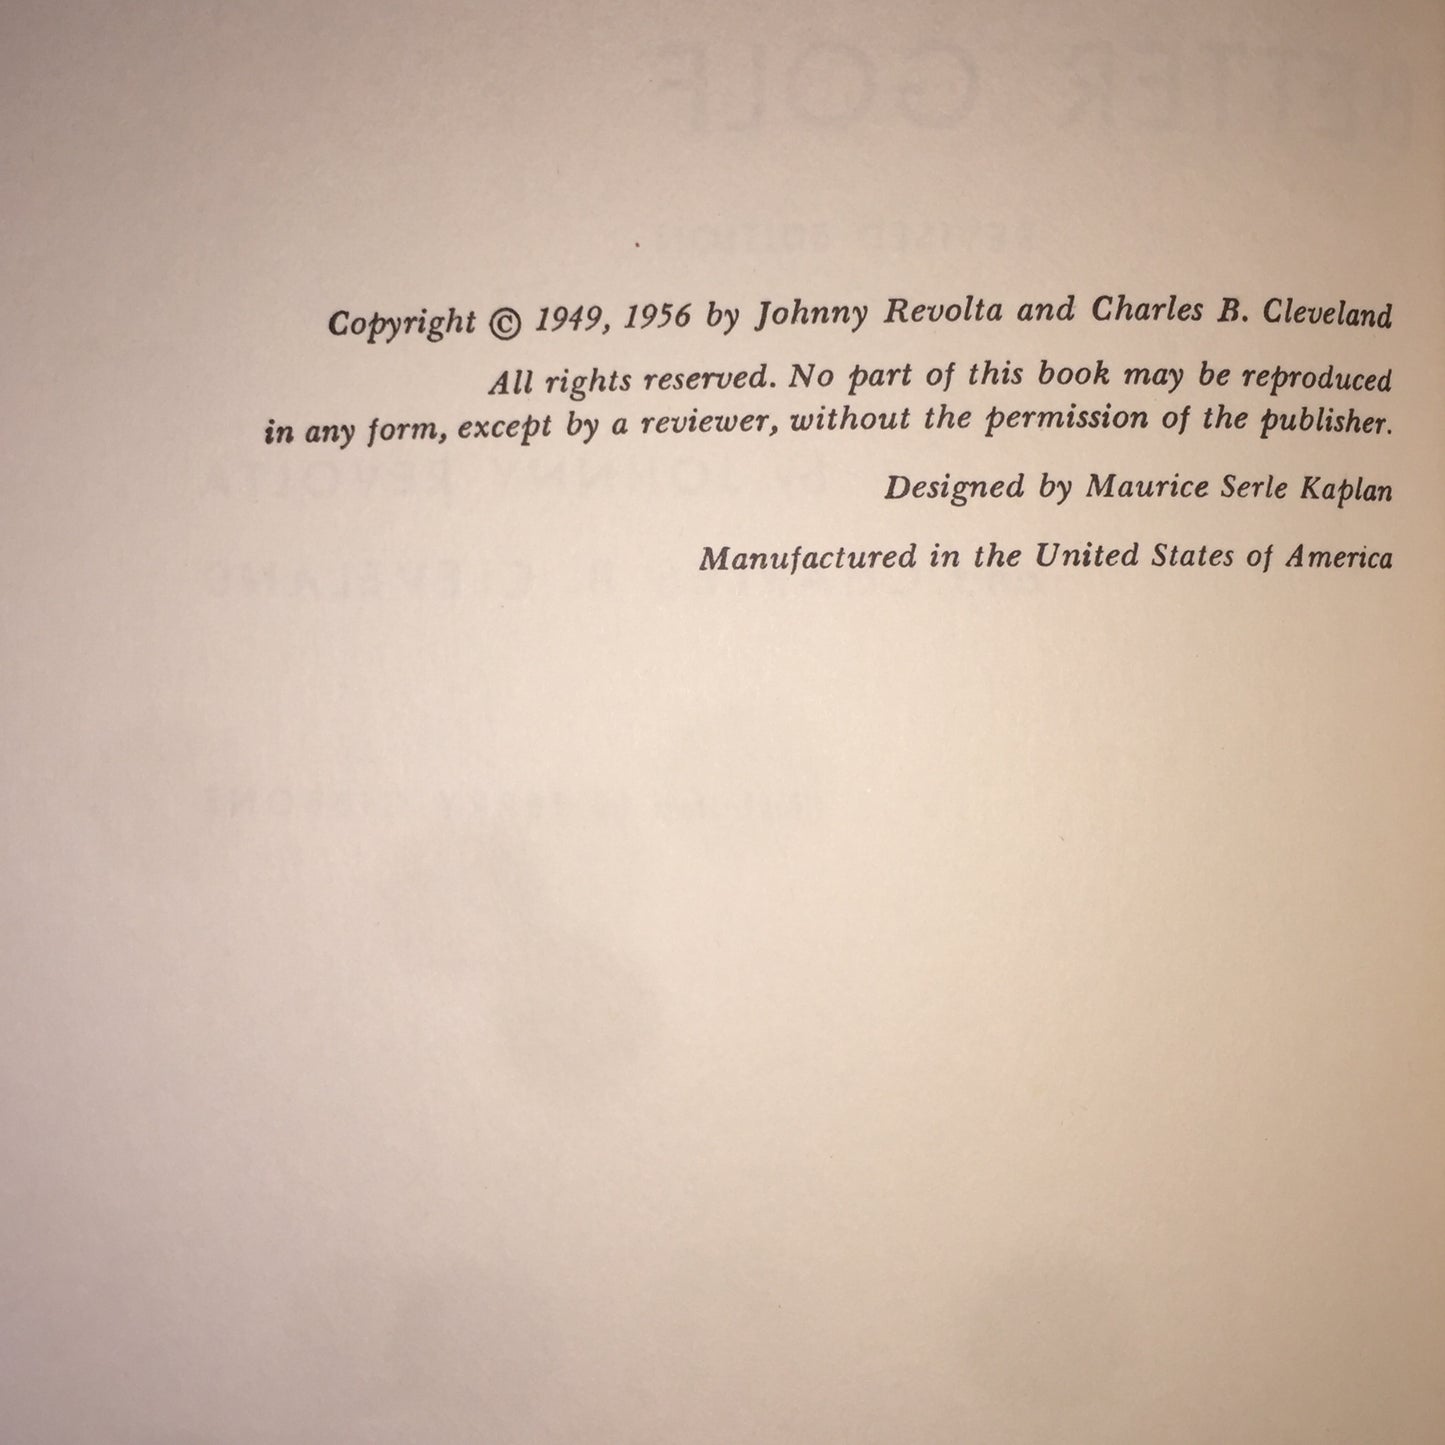 Copyright © 1949, 1956 by Johnny Revolta and Charles B. Cleveland
All rights reserved. No part of this book may be reproduced
in any form, except by a reviewer, without the permission of the publisher.
Designed by Maurice Serle Kaplan
Manufactured in the United States of America